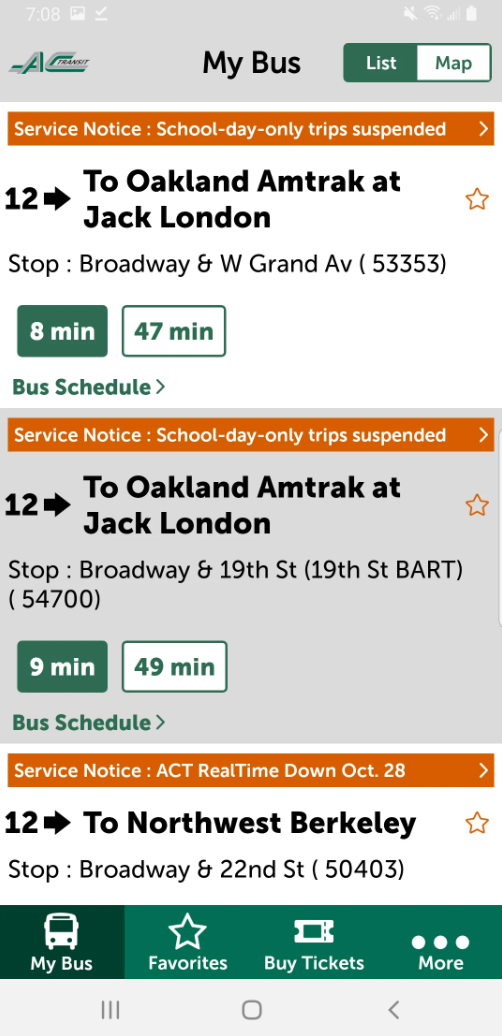 7:08
AC TRANSIT
My Bus
List
Map
Service Notice : School-day-only trips suspended
12 To Oakland Amtrak at
Jack London
Stop : Broadway & W Grand Av ( 53353)
8 min
47 min
Bus Schedule
Service Notice : School-day-only trips suspended
12 To Oakland Amtrak at
Jack London
Stop : Broadway & 19th St (19th St BART)
( 54700)
9 min
49 min
Bus Schedule
Service Notice : ACT RealTime Down Oct. 28
12 To Northwest Berkeley
Stop : Broadway & 22nd St ( 50403)
My Bus
Favorites
Buy Tickets
More